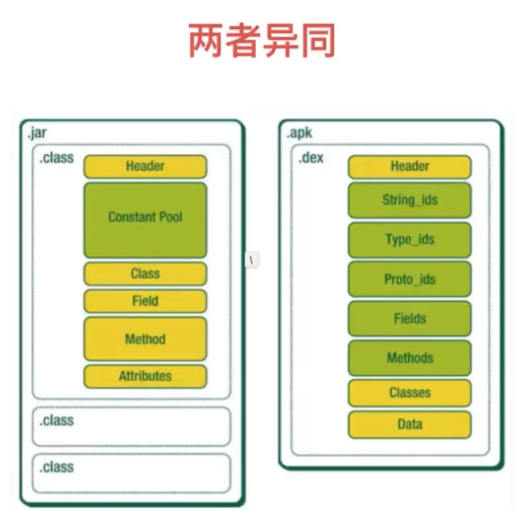 两者异同
.jar
.class
Header
Constant Pool
Class
Field
Method
Attributes
.class
.class
\
.apk
.dex
Header
String_ids
Type_ids
Proto_ids
Fields
Methods
Classes
Data